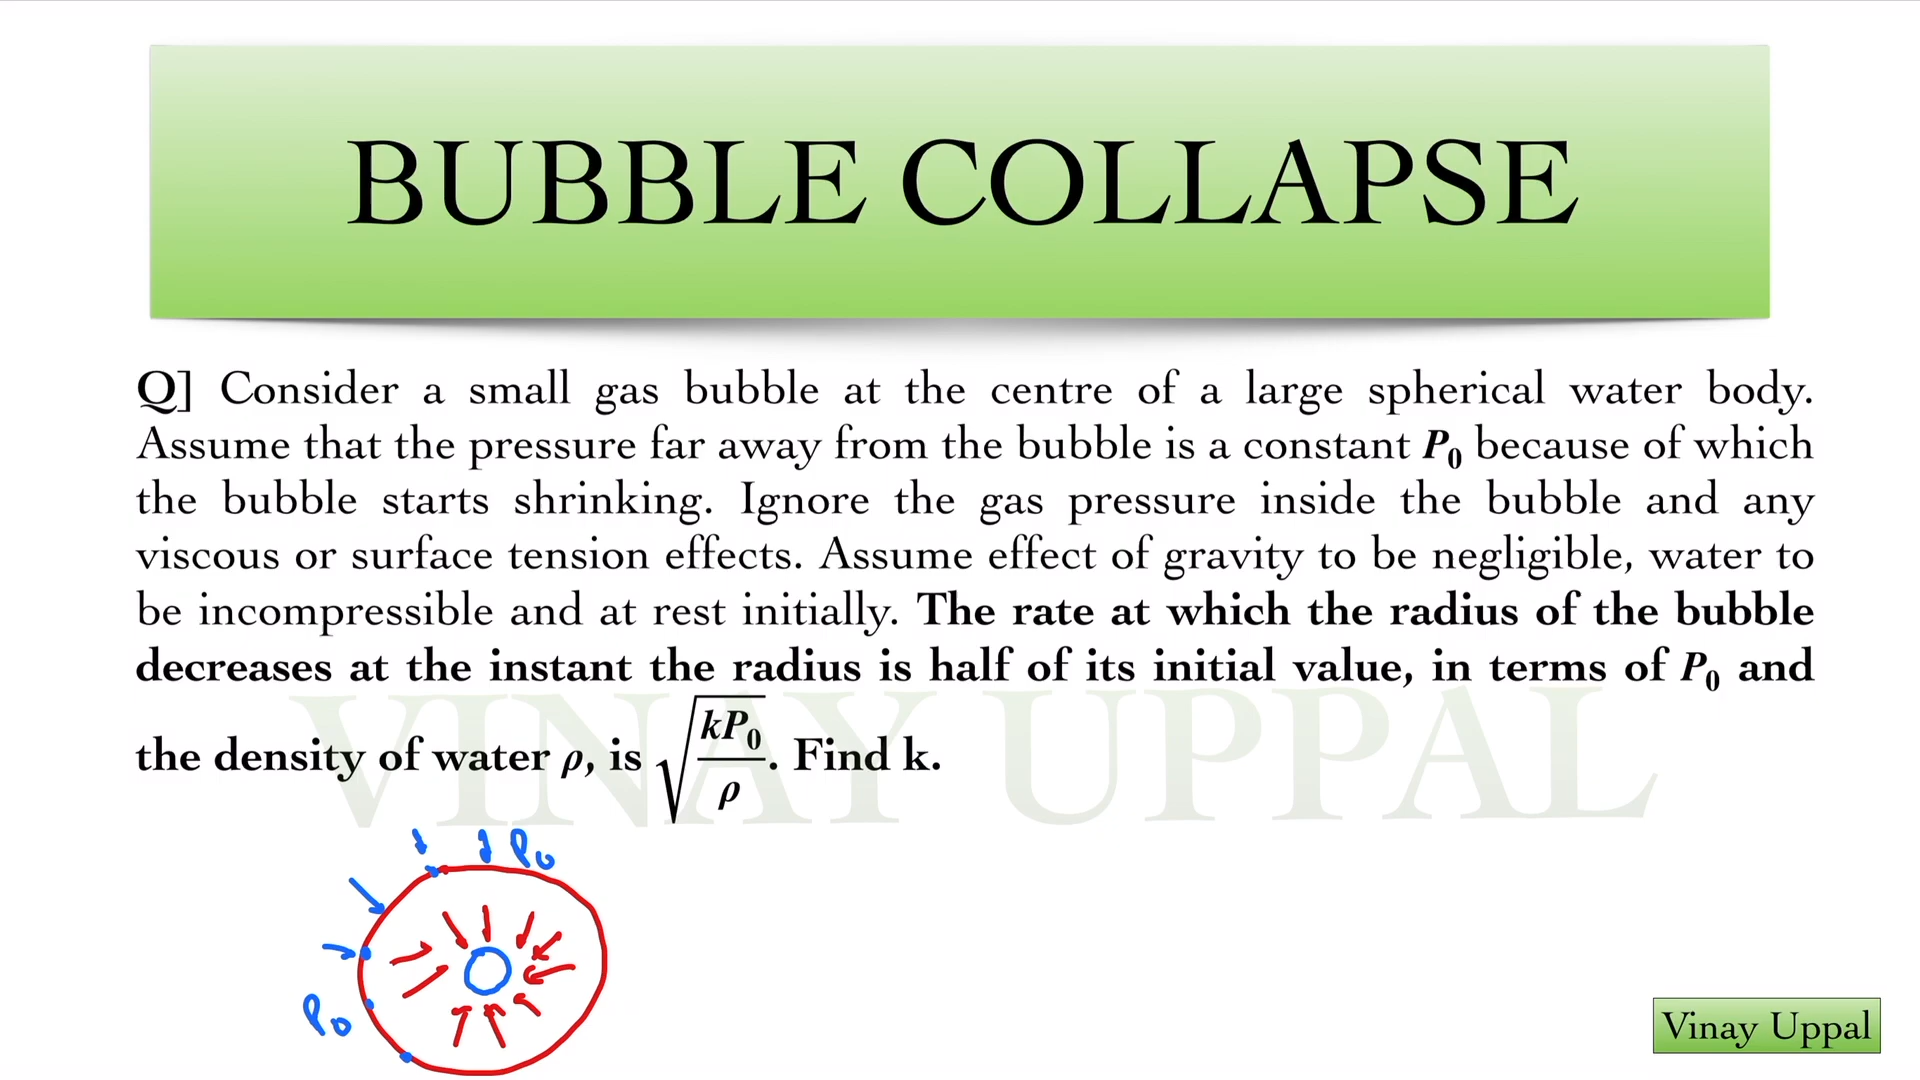 BUBBLE COLLAPSE
Q] Consider a small gas bubble at the centre of a large spherical water body.
Assume that the pressure far away from the bubble is a constant P₀ because of which
the bubble starts shrinking. Ignore the gas pressure inside the bubble and any
viscous or surface tension effects. Assume effect of gravity to be negligible, water to
be incompressible and at rest initially. The rate at which the radius of the bubble
decreases at the instant the radius is half of its initial value, in terms of P₀ and
the density of water ρ, is √(kP₀/ρ). Find k.
VINAY UPPAL
P₀
P₀
Vinay Uppal